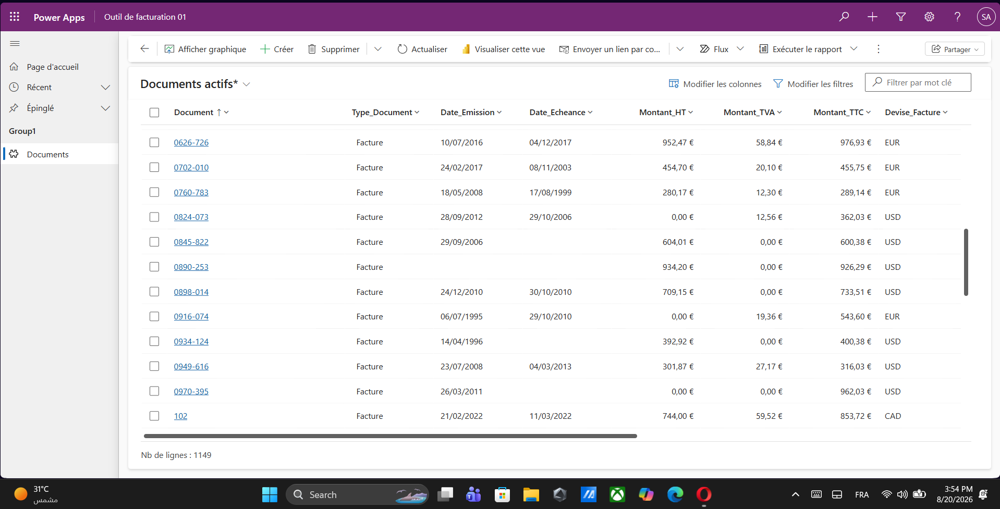 Power Apps Outil de facturation 01 SA
Afficher graphique Créer Supprimer Actualiser Visualiser cette vue Envoyer un lien par co... Flux Exécuter le rapport Partager
Page d'accueil
Récent
Épinglé
Group1
Documents
Documents actifs* Modifier les colonnes Modifier les filtres Filtrer par mot clé
Document ↑ Type_Document Date_Emission Date_Echeance Montant_HT Montant_TVA Montant_TTC Devise_Facture
0626-726 Facture 10/07/2016 04/12/2017 952,47 € 58,84 € 976,93 € EUR
0702-010 Facture 24/02/2017 08/11/2003 454,70 € 20,10 € 455,75 € EUR
0760-783 Facture 18/05/2008 17/08/1999 280,17 € 12,30 € 289,14 € EUR
0824-073 Facture 28/09/2012 29/10/2006 0,00 € 12,56 € 362,03 € USD
0845-822 Facture 29/09/2006 604,01 € 0,00 € 600,38 € USD
0890-253 Facture 934,20 € 0,00 € 926,29 € USD
0898-014 Facture 24/12/2010 30/10/2010 709,15 € 0,00 € 733,51 € USD
0916-074 Facture 06/07/1995 29/10/2010 0,00 € 19,36 € 543,60 € EUR
0934-124 Facture 14/04/1996 392,92 € 0,00 € 400,38 € USD
0949-616 Facture 23/07/2008 04/03/2013 301,87 € 27,17 € 316,03 € USD
0970-395 Facture 26/03/2011 0,00 € 0,00 € 962,03 € USD
102 Facture 21/02/2022 11/03/2022 744,00 € 59,52 € 853,72 € CAD
Nb de lignes : 1149
31°C
مشمس
Search
FRA
3:54 PM
8/20/2026